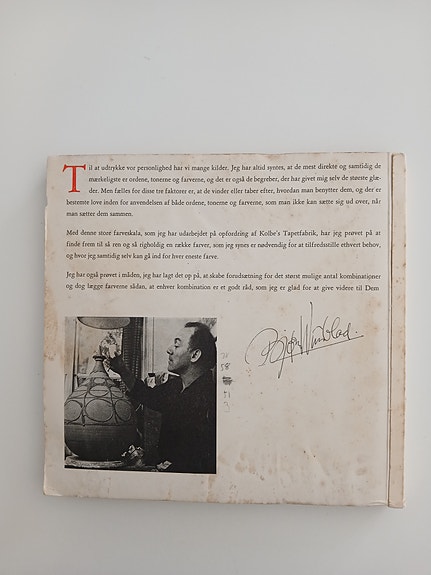 Til at udtrykke vor personlighed har vi mange kilder. Jeg har altid syntes, at de mest direkte og samtidig de
mærkeligste er ordene, tonerne og farverne, og det er også de begreber, der har givet mig selv de største glæ-
der. Men fælles for disse tre faktorer er, at de vinder eller taber efter, hvordan man benytter dem, og der er
bestemte love inden for anvendelsen af både ordene, tonerne og farverne, som man ikke kan sætte sig ud over, når
man sætter dem sammen.
Med denne store farveskala, som jeg har udarbejdet på opfordring af Kolbe's Tapetfabrik, har jeg prøvet på at
finde frem til så ren og så righoldig en række farver, som jeg synes er nødvendig for at tilfredsstille ethvert behov,
og hvor jeg samtidig selv kan gå ind for hver eneste farve.
Jeg har også prøvet i måden, jeg har lagt det op på, at skabe forudsætning for det størst mulige antal kombinationer
og dog lægge farverne sådan, at enhver kombination er et godt råd, som jeg er glad for at give videre til Dem
Bjørn Wiinblad.
58